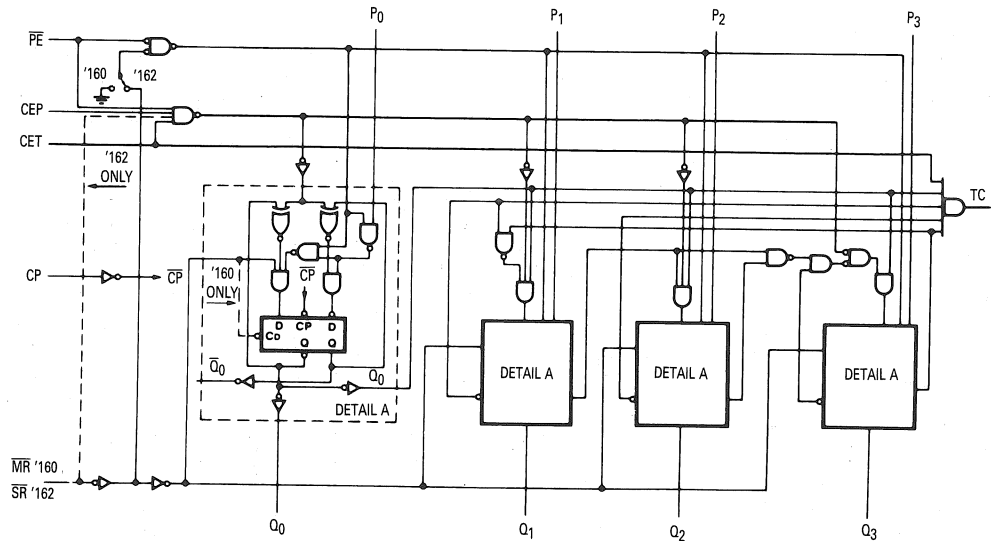 P0
P1
P2
P3
PE
'160
'162
CEP
CET
'162
ONLY
TC
CP
CP
'160
ONLY
CP
D CP D
CD
Q Q
Q0
Q0
DETAIL A
DETAIL A
DETAIL A
DETAIL A
MR '160
SR '162
Q0
Q1
Q2
Q3